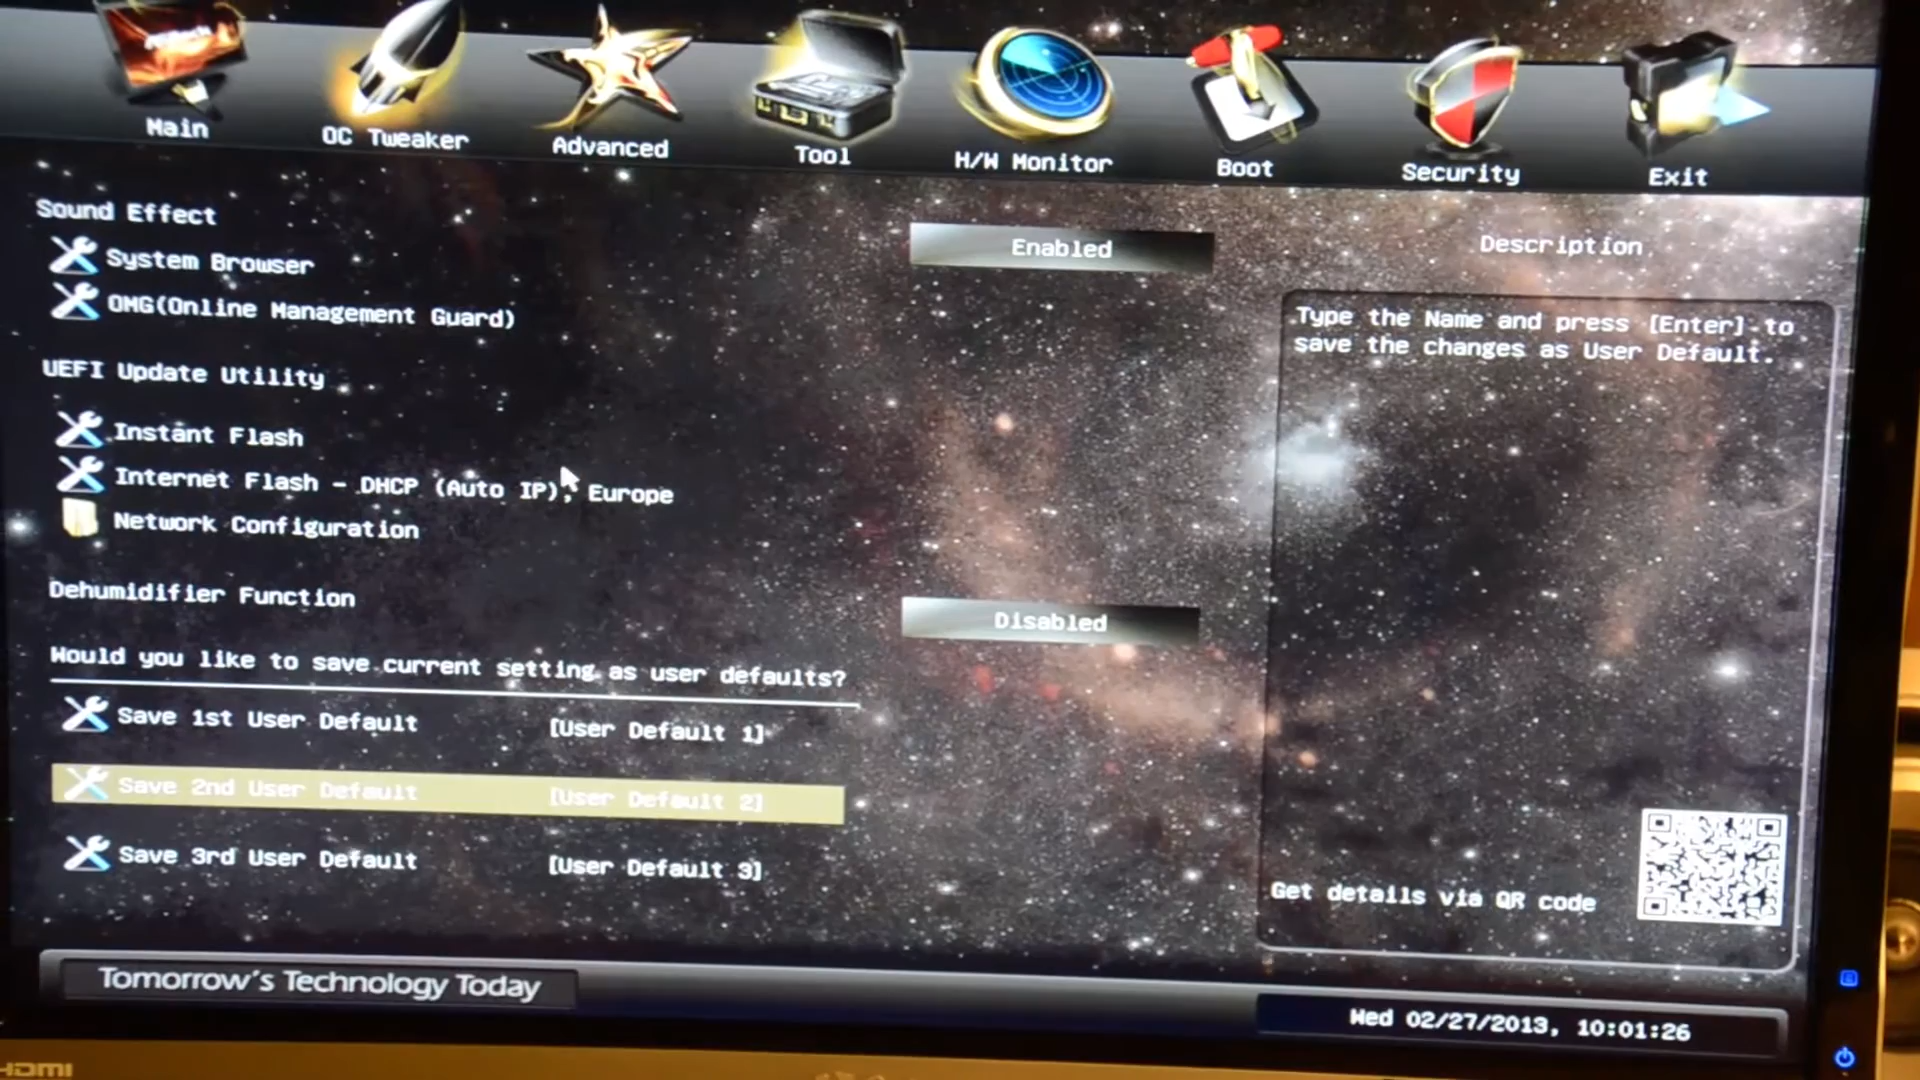 Main
OC Tweaker
Advanced
Tool
H/W Monitor
Boot
Security
Exit
Sound Effect
Enabled
System Browser
OMG(Online Management Guard)
UEFI Update Utility
Instant Flash
Internet Flash - DHCP (Auto IP), Europe
Network Configuration
Dehumidifier Function
Disabled
Would you like to save current setting as user defaults?
Save 1st User Default [User Default 1]
Save 2nd User Default [User Default 2]
Save 3rd User Default [User Default 3]
Description
Type the Name and press [Enter] to
save the changes as User Default.
Get details via QR code
Tomorrow's Technology Today
Wed 02/27/2013, 10:01:26
HDMI